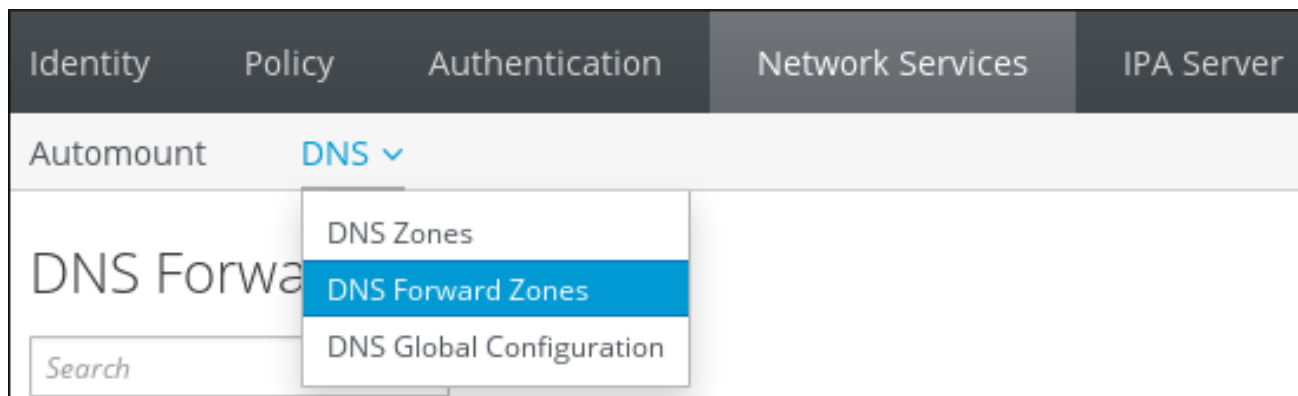 Identity Policy Authentication Network Services IPA Server
Automount DNS
DNS Zones
DNS Forwa
DNS Forward Zones
DNS Global Configuration
Search